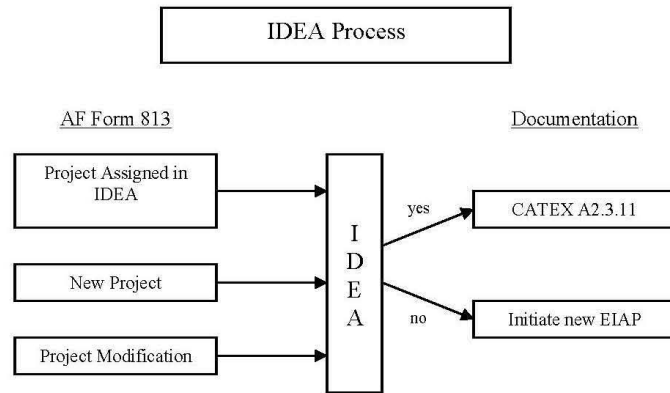 IDEA Process
AF Form 813
Documentation
Project Assigned in
IDEA
New Project
Project Modification
I
D
E
A
yes
no
CATEX A2.3.11
Initiate new EIAP